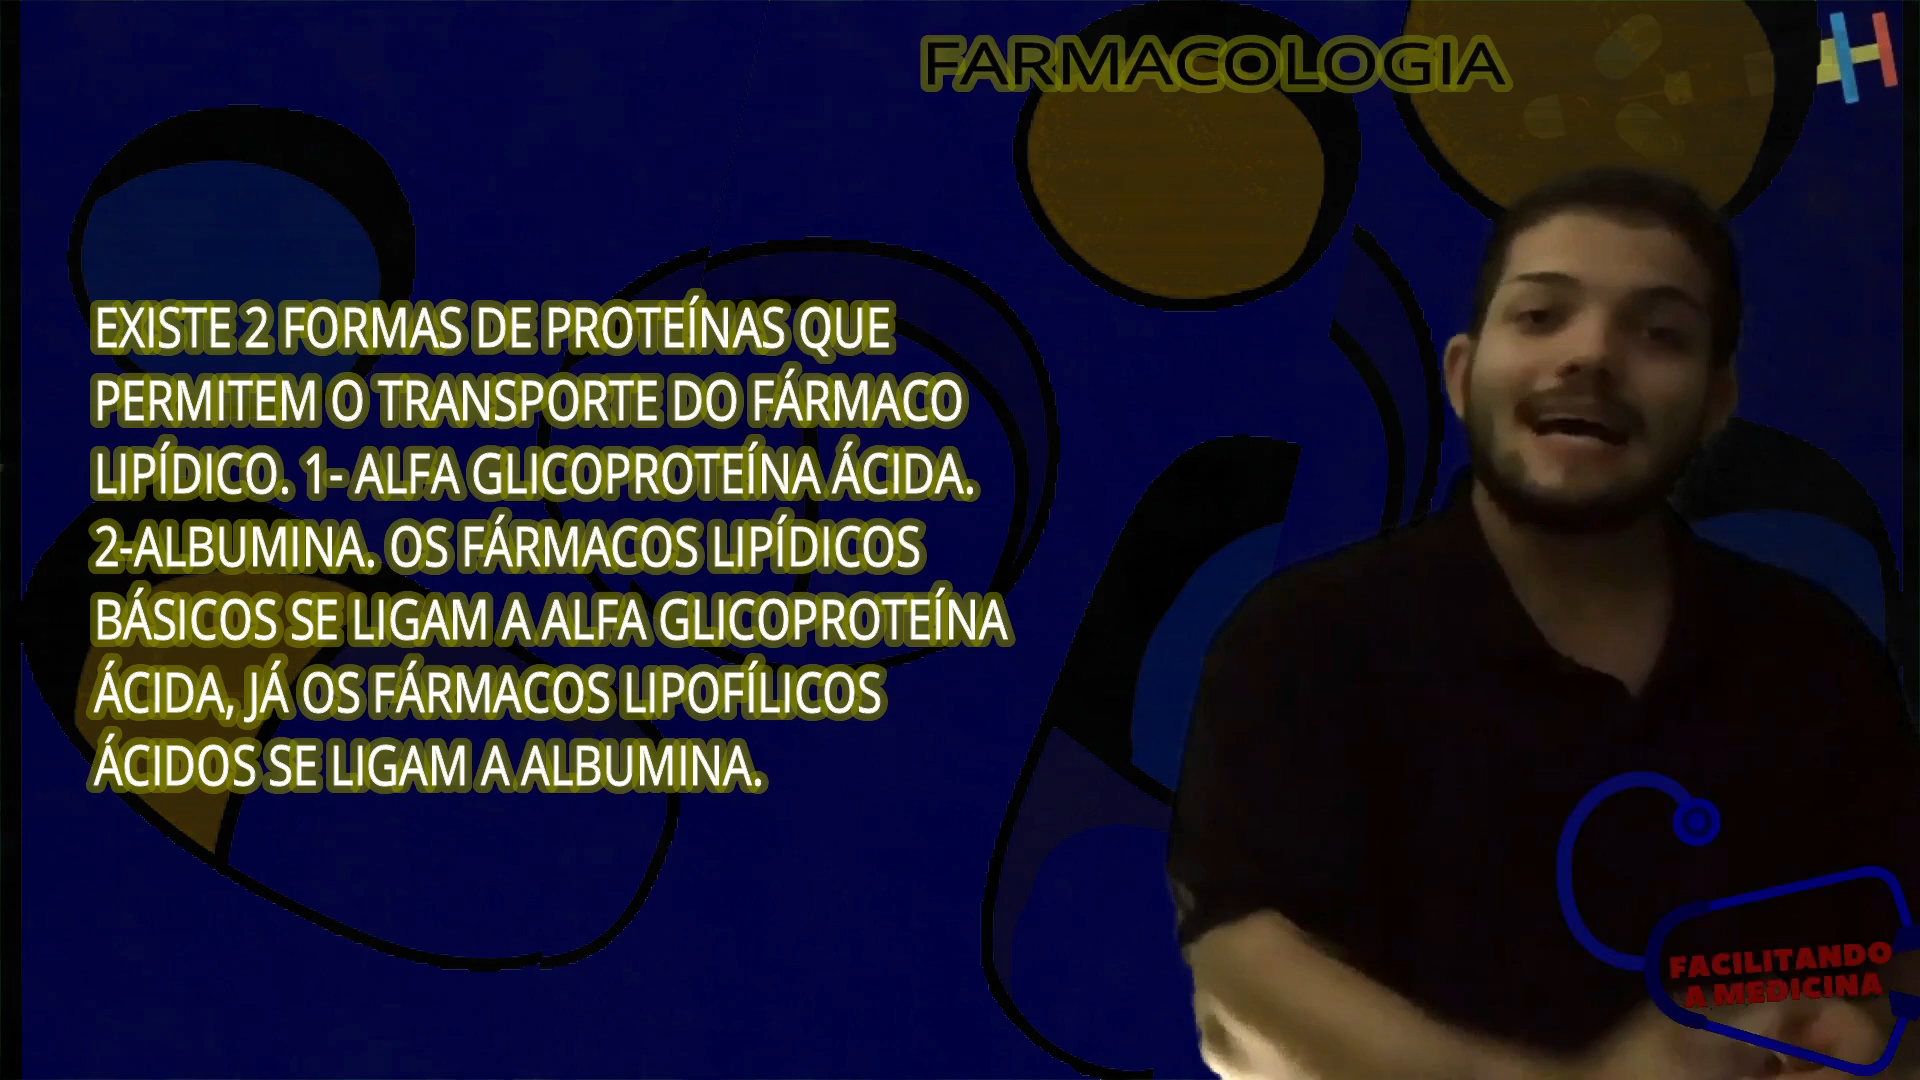 FARMACOLOGIA
H
EXISTE 2 FORMAS DE PROTEÍNAS QUE
PERMITEM O TRANSPORTE DO FÁRMACO
LIPÍDICO. 1- ALFA GLICOPROTEÍNA ÁCIDA.
2-ALBUMINA. OS FÁRMACOS LIPÍDICOS
BÁSICOS SE LIGAM A ALFA GLICOPROTEÍNA
ÁCIDA, JÁ OS FÁRMACOS LIPOFÍLICOS
ÁCIDOS SE LIGAM A ALBUMINA.
FACILITANDO
A MEDICINA